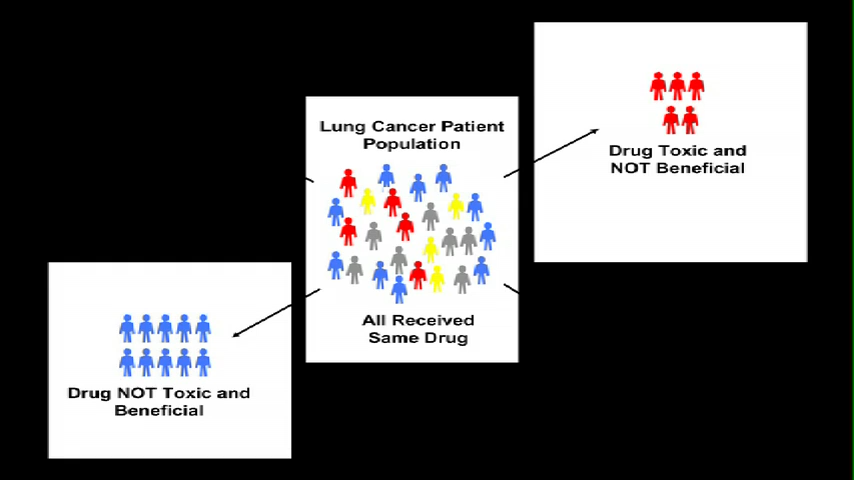 Lung Cancer Patient
Population
All Received
Same Drug
Drug Toxic and
NOT Beneficial
Drug NOT Toxic and
Beneficial